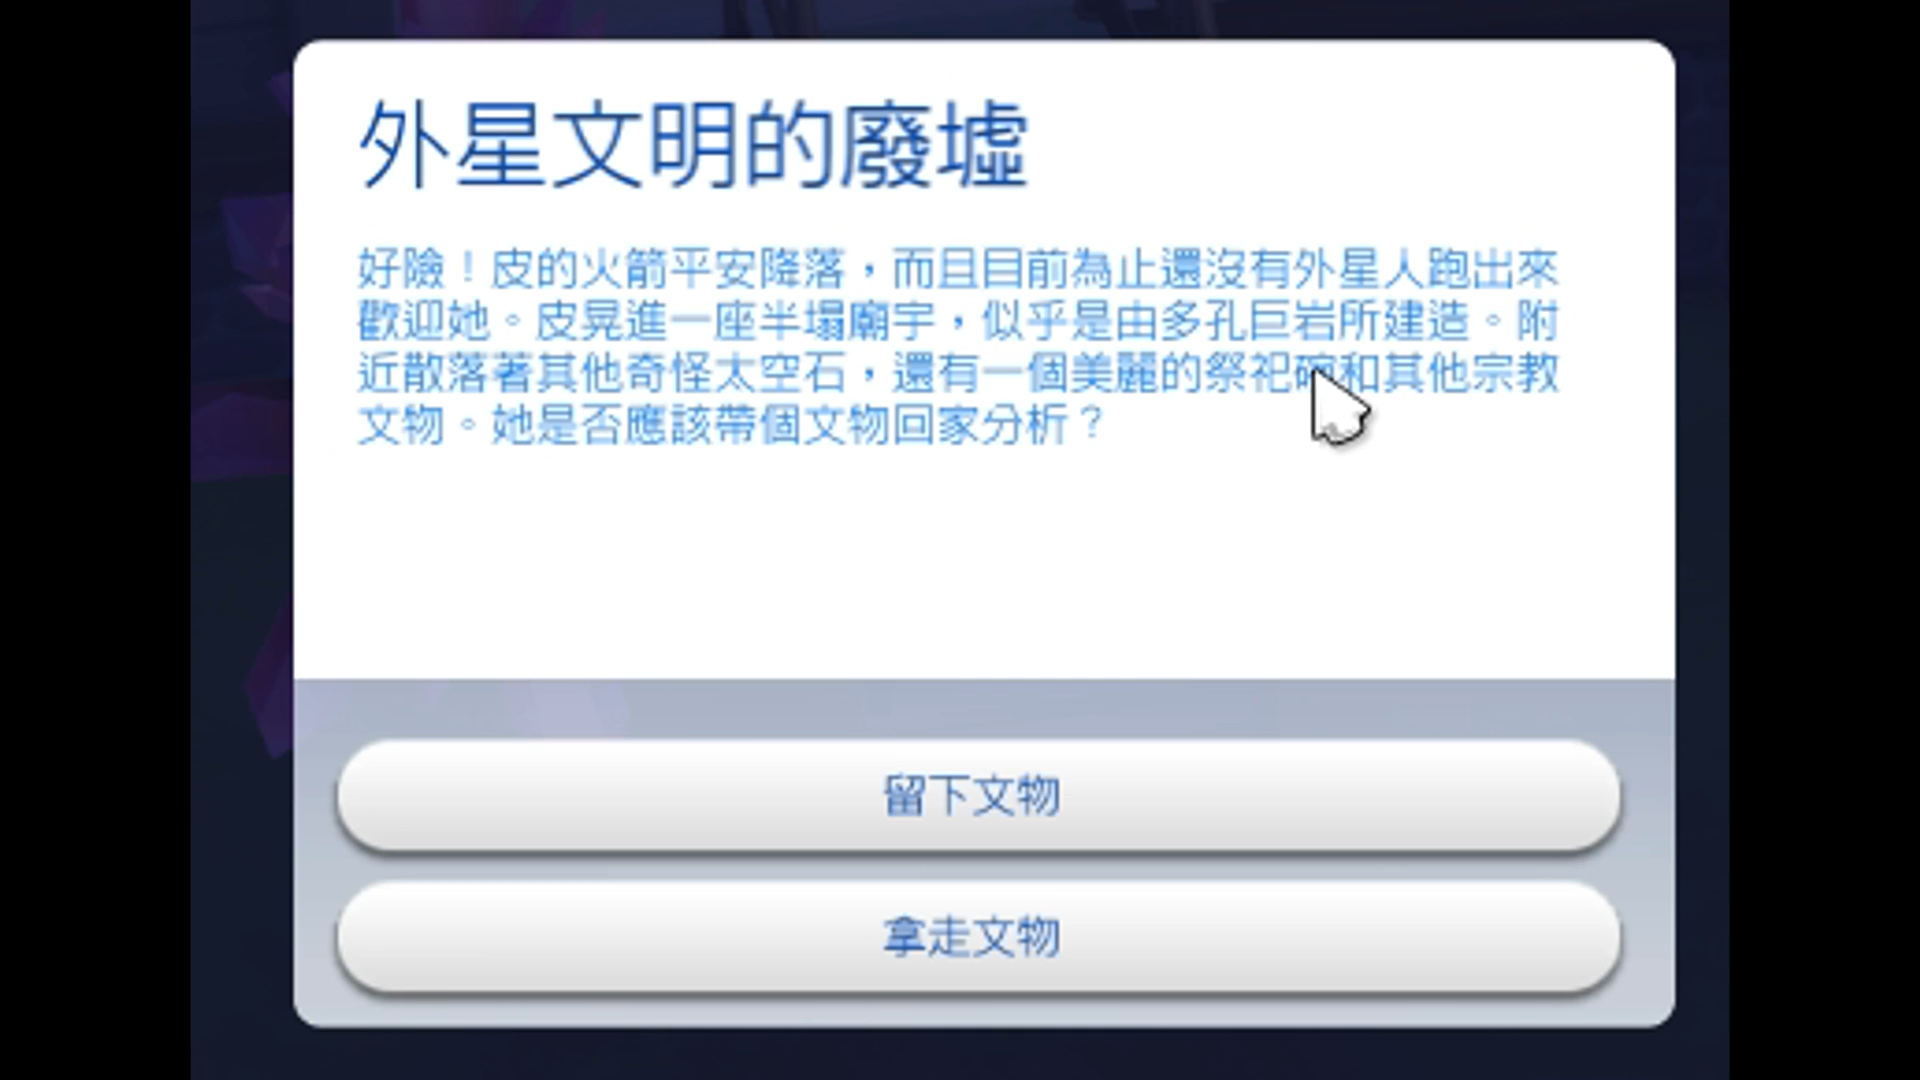 外星文明的廢墟
好險！皮的火箭平安降落，而且目前為止還沒有外星人跑出來
歡迎她。皮晃進一座半塌廟宇，似乎是由多孔巨岩所建造。附
近散落著其他奇怪太空石，還有一個美麗的祭祀碗和其他宗教
文物。她是否應該帶個文物回家分析？
留下文物
拿走文物